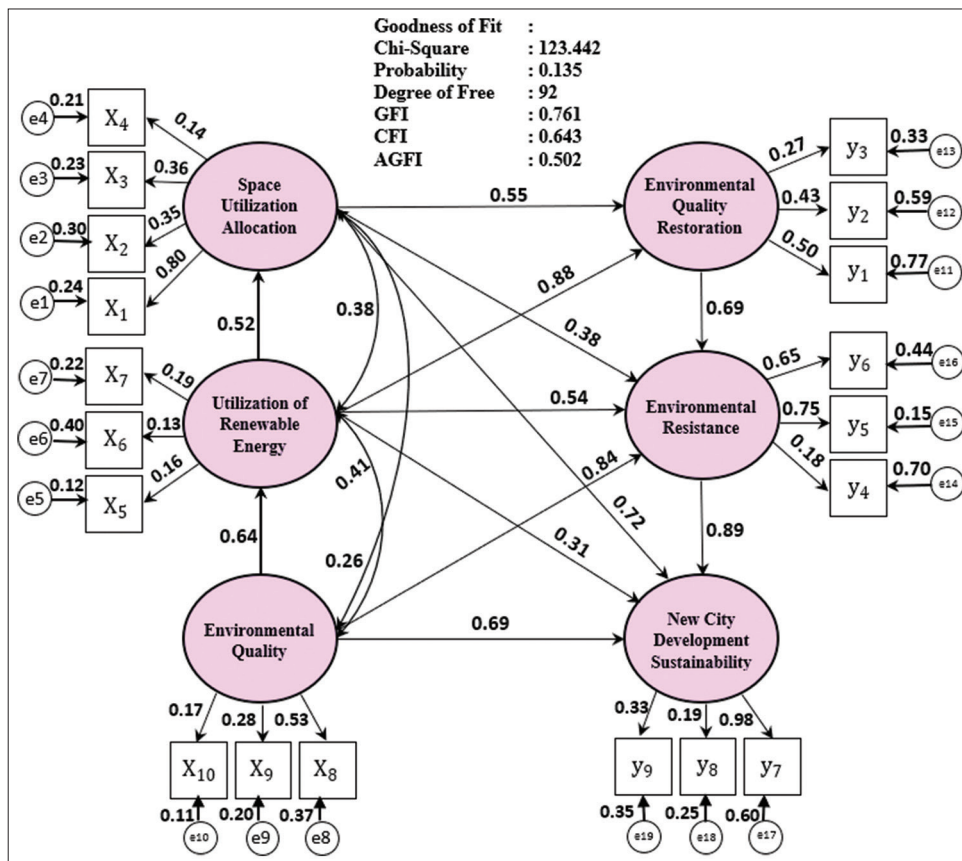 Goodness of Fit :
Chi-Square : 123.442
Probability : 0.135
Degree of Free : 92
GFI : 0.761
CFI : 0.643
AGFI : 0.502
e4 0.21 X4 0.14
e3 0.23 X3 0.36
e2 0.30 X2 0.35
e1 0.24 X1 0.80
Space
Utilization
Allocation
0.55
Environmental
Quality
Restoration
0.27 y3 0.33 e13
0.43 y2 0.59 e12
0.50 y1 0.77 e11
0.52
0.38
0.88
0.38
0.69
e7 0.22 X7 0.19
e6 0.40 X6 0.13
e5 0.12 X5 0.16
Utilization of
Renewable
Energy
0.54
Environmental
Resistance
0.65 y6 0.44 e16
0.75 y5 0.15 e15
0.18 y4 0.70 e14
0.64
0.41
0.26
0.84
0.72
0.31
0.89
Environmental
Quality
0.69
New City
Development
Sustainability
0.17 0.28 0.53
X10 X9 X8
0.11 0.20 0.37
e10 e9 e8
0.33 0.19 0.98
y9 y8 y7
0.35 0.25 0.60
e19 e18 e17